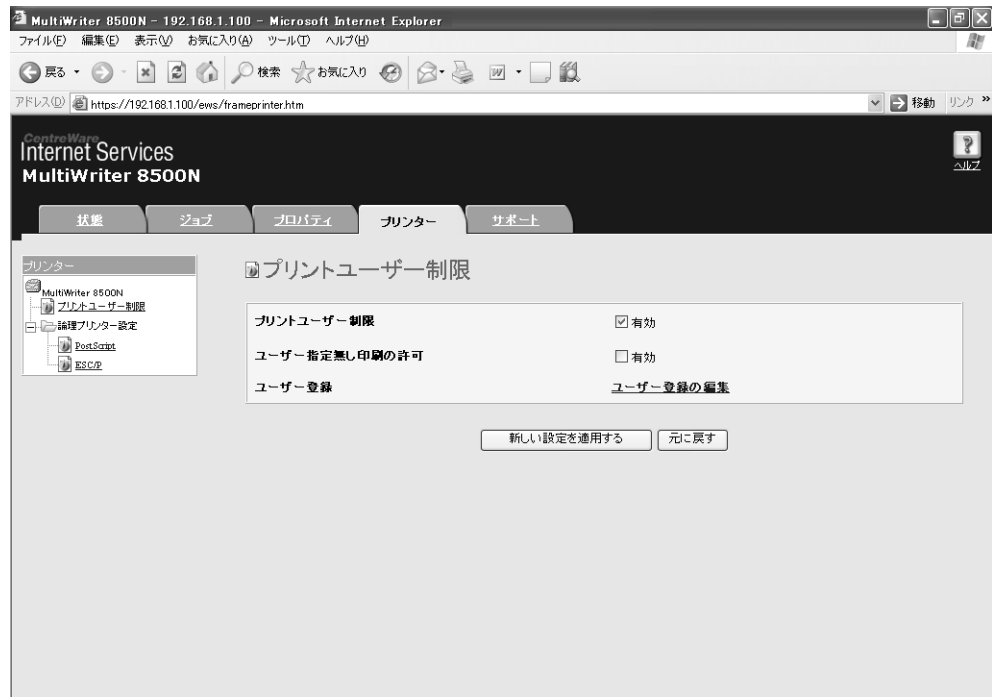 MultiWriter 8500N - 192.168.1.100 - Microsoft Internet Explorer
ファイル(F) 編集(E) 表示(V) お気に入り(A) ツール(T) ヘルプ(H)
戻る 検索 お気に入り
アドレス(D) https://192.168.1.100/ews/frameprinter.htm 移動 リンク »
CentreWare
Internet Services
MultiWriter 8500N
ヘルプ
状態 ジョブ プロパティ プリンター サポート
プリンター
MultiWriter 8500N
プリントユーザー制限
論理プリンター設定
PostScript
ESC/P
プリントユーザー制限
プリントユーザー制限 有効
ユーザー指定無し印刷の許可 有効
ユーザー登録 ユーザー登録の編集
新しい設定を適用する 元に戻す